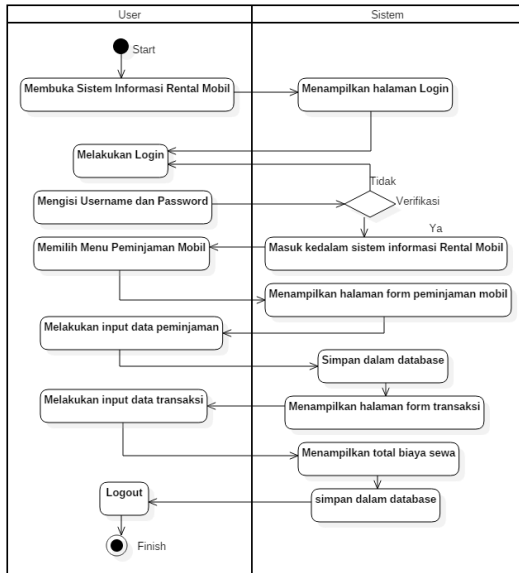 User
Sistem
Start
Membuka Sistem Informasi Rental Mobil
Menampilkan halaman Login
Melakukan Login
Tidak
Mengisi Username dan Password
Verifikasi
Ya
Memilih Menu Peminjaman Mobil
Masuk kedalam sistem informasi Rental Mobil
Menampilkan halaman form peminjaman mobil
Melakukan input data peminjaman
Simpan dalam database
Melakukan input data transaksi
Menampilkan halaman form transaksi
Menampilkan total biaya sewa
Logout
simpan dalam database
Finish